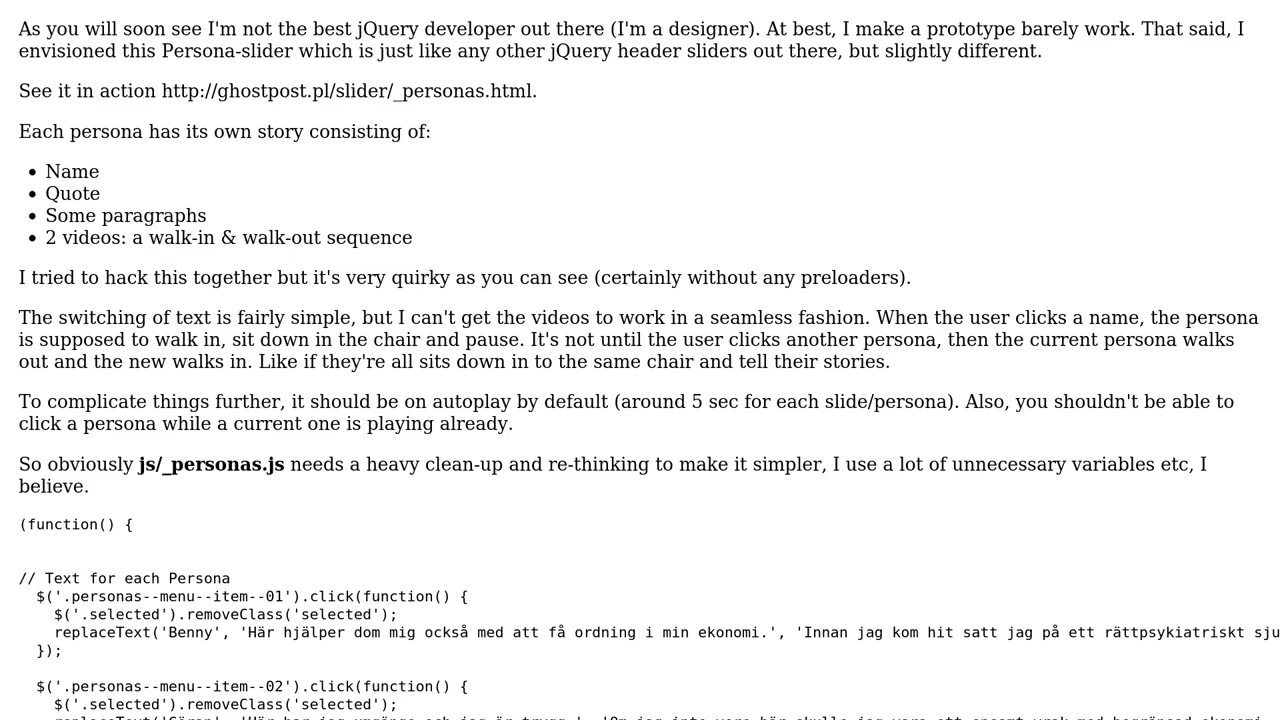 As you will soon see I'm not the best jQuery developer out there (I'm a designer). At best, I make a prototype barely work. That said, I
envisioned this Persona-slider which is just like any other jQuery header sliders out there, but slightly different.
See it in action http://ghostpost.pl/slider/_personas.html.
Each persona has its own story consisting of:
• Name
• Quote
• Some paragraphs
• 2 videos: a walk-in & walk-out sequence
I tried to hack this together but it's very quirky as you can see (certainly without any preloaders).
The switching of text is fairly simple, but I can't get the videos to work in a seamless fashion. When the user clicks a name, the persona
is supposed to walk in, sit down in the chair and pause. It's not until the user clicks another persona, then the current persona walks
out and the new walks in. Like if they're all sits down in to the same chair and tell their stories.
To complicate things further, it should be on autoplay by default (around 5 sec for each slide/persona). Also, you shouldn't be able to
click a persona while a current one is playing already.
So obviously js/_personas.js needs a heavy clean-up and re-thinking to make it simpler, I use a lot of unnecessary variables etc, I
believe.
(function() {
// Text for each Persona
$('.personas--menu--item--01').click(function() {
$('.selected').removeClass('selected');
replaceText('Benny', 'Här hjälper dom mig också med att få ordning i min ekonomi.', 'Innan jag kom hit satt jag på ett rättpsykiatriskt sju
});
$('.personas--menu--item--02').click(function() {
$('.selected').removeClass('selected');